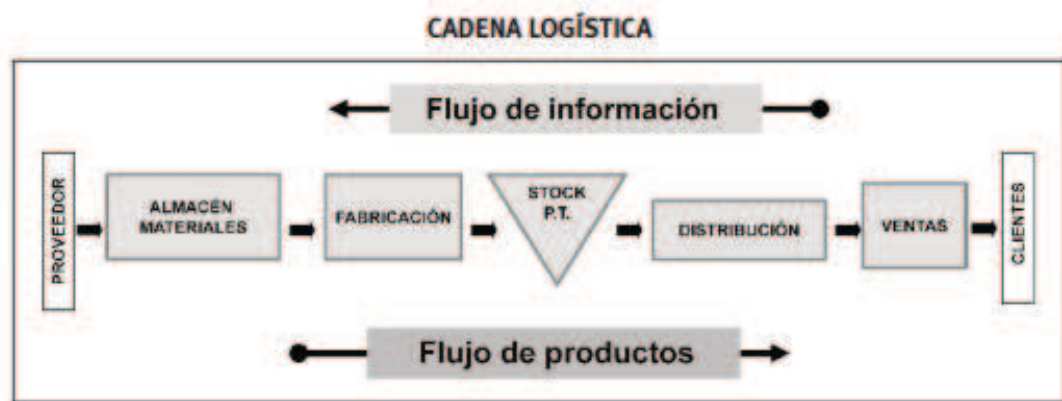 CADENA LOGÍSTICA
Flujo de información
PROVEEDOR
ALMACÉN
MATERIALES
FABRICACIÓN
STOCK
P.T.
DISTRIBUCIÓN
VENTAS
CLIENTES
Flujo de productos